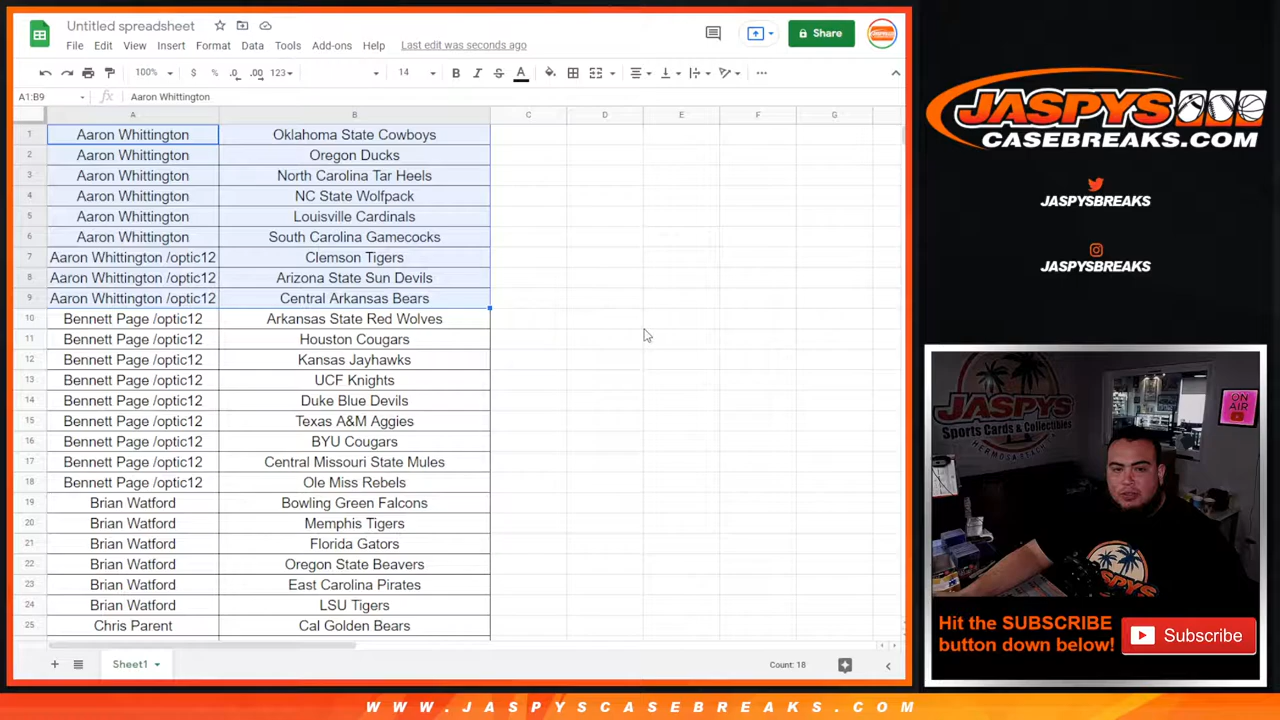 Untitled spreadsheet
File Edit View Insert Format Data Tools Add-ons Help Last edit was seconds ago
Share
100% $ % .0 .00 123 14 B I S A
A1:B9 fx Aaron Whittington
A B C D E F G
1 Aaron Whittington Oklahoma State Cowboys
2 Aaron Whittington Oregon Ducks
3 Aaron Whittington North Carolina Tar Heels
4 Aaron Whittington NC State Wolfpack
5 Aaron Whittington Louisville Cardinals
6 Aaron Whittington South Carolina Gamecocks
7 Aaron Whittington /optic12 Clemson Tigers
8 Aaron Whittington /optic12 Arizona State Sun Devils
9 Aaron Whittington /optic12 Central Arkansas Bears
10 Bennett Page /optic12 Arkansas State Red Wolves
11 Bennett Page /optic12 Houston Cougars
12 Bennett Page /optic12 Kansas Jayhawks
13 Bennett Page /optic12 UCF Knights
14 Bennett Page /optic12 Duke Blue Devils
15 Bennett Page /optic12 Texas A&M Aggies
16 Bennett Page /optic12 BYU Cougars
17 Bennett Page /optic12 Central Missouri State Mules
18 Bennett Page /optic12 Ole Miss Rebels
19 Brian Watford Bowling Green Falcons
20 Brian Watford Memphis Tigers
21 Brian Watford Florida Gators
22 Brian Watford Oregon State Beavers
23 Brian Watford East Carolina Pirates
24 Brian Watford LSU Tigers
25 Chris Parent Cal Golden Bears
Sheet1
Count: 18
JASPYS
CASEBREAKS.COM
JASPYSBREAKS
JASPYSBREAKS
JASPYS
Sports Cards & Collectibles
HERMOSA BEACH
ON
AIR
JASPYS
Hit the SUBSCRIBE
button down below!
Subscribe
WWW.JASPYSCASEBREAKS.COM